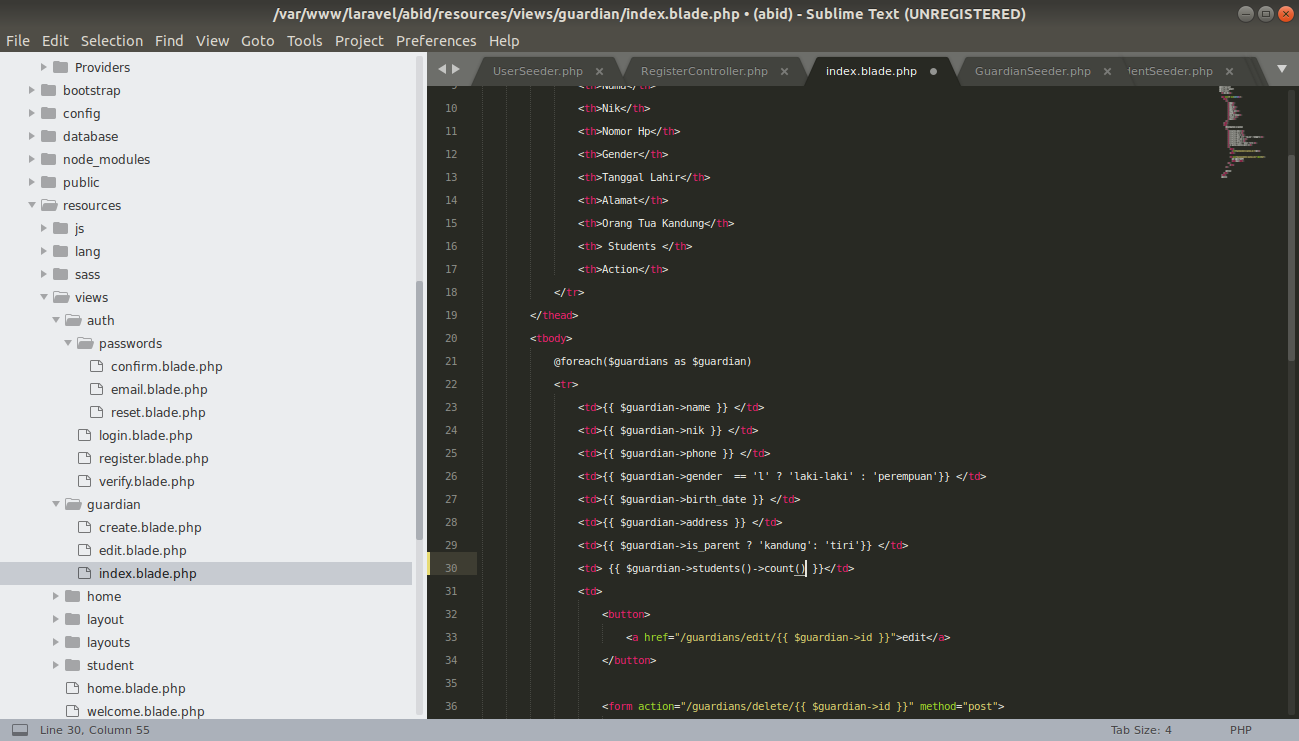 /var/www/laravel/abid/resources/views/guardian/index.blade.php • (abid) - Sublime Text (UNREGISTERED)
File Edit Selection Find View Goto Tools Project Preferences Help
Providers
bootstrap
config
database
node_modules
public
resources
js
lang
sass
views
auth
passwords
confirm.blade.php
email.blade.php
reset.blade.php
login.blade.php
register.blade.php
verify.blade.php
guardian
create.blade.php
edit.blade.php
index.blade.php
home
layout
layouts
student
home.blade.php
welcome.blade.php
UserSeeder.php × RegisterController.php × index.blade.php GuardianSeeder.php × lentSeeder.php ×
9 <th>Nama</th>
10 <th>Nik</th>
11 <th>Nomor Hp</th>
12 <th>Gender</th>
13 <th>Tanggal Lahir</th>
14 <th>Alamat</th>
15 <th>Orang Tua Kandung</th>
16 <th> Students </th>
17 <th>Action</th>
18 </tr>
19 </thead>
20 <tbody>
21 @foreach($guardians as $guardian)
22 <tr>
23 <td>{{ $guardian->name }} </td>
24 <td>{{ $guardian->nik }} </td>
25 <td>{{ $guardian->phone }} </td>
26 <td>{{ $guardian->gender  == 'l' ? 'laki-laki' : 'perempuan'}} </td>
27 <td>{{ $guardian->birth_date }} </td>
28 <td>{{ $guardian->address }} </td>
29 <td>{{ $guardian->is_parent ? 'kandung': 'tiri'}} </td>
30 <td> {{ $guardian->students()->count() }}</td>
31 <td>
32 <button>
33 <a href="/guardians/edit/{{ $guardian->id }}">edit</a>
34 </button>
35
36 <form action="/guardians/delete/{{ $guardian->id }}" method="post">
Line 30, Column 55 Tab Size: 4 PHP